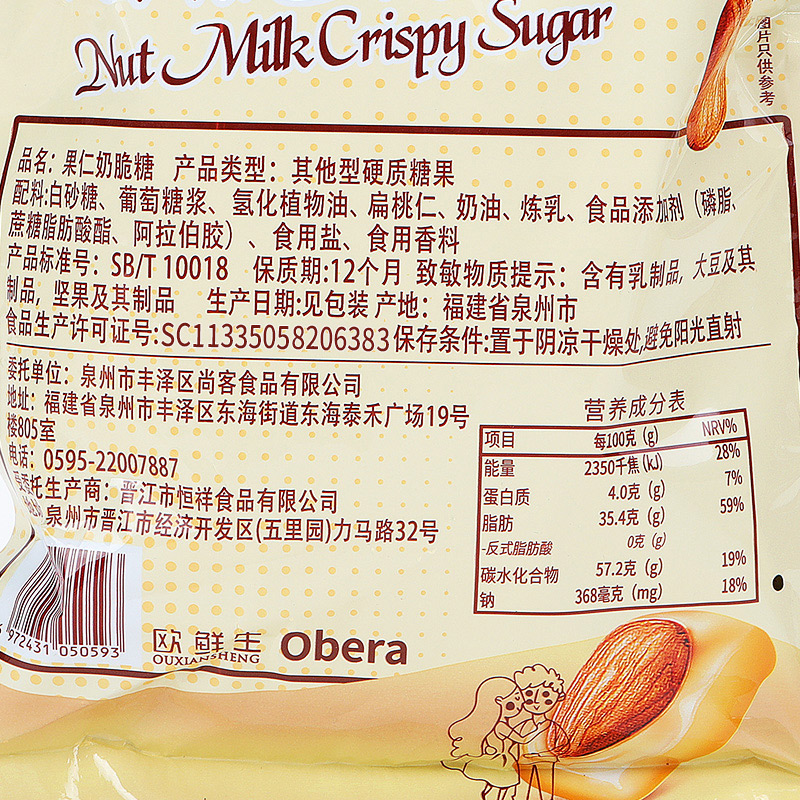 Nut Milk Crispy Sugar
图片只供参考
品名：果仁奶脆糖 产品类型：其他型硬质糖果
配料:白砂糖、葡萄糖浆、氢化植物油、扁桃仁、奶油、炼乳、食品添加剂（磷脂、
蔗糖脂肪酸酯、阿拉伯胶）、食用盐、食用香料
产品标准号：SB/T 10018 保质期:12个月 致敏物质提示：含有乳制品，大豆及其
制品，坚果及其制品 生产日期:见包装 产地：福建省泉州市
食品生产许可证号:SC11335058206383 保存条件:置于阴凉干燥处,避免阳光直射
委托单位：泉州市丰泽区尚客食品有限公司
地址：福建省泉州市丰泽区东海街道东海泰禾广场19号
楼805室
电话：0595-22007887
受委托生产商：晋江市恒祥食品有限公司
泉州市晋江市经济开发区(五里园)力马路32号
营养成分表
项目 每100克(g) NRV%
能量 2350千焦(kJ) 28%
蛋白质 4.0克(g) 7%
脂肪 35.4克(g) 59%
-反式脂肪酸 0克(g)
碳水化合物 57.2克(g) 19%
钠 368毫克(mg) 18%
972431 050593
欧鲜生 Obera
OUXIANSHENG